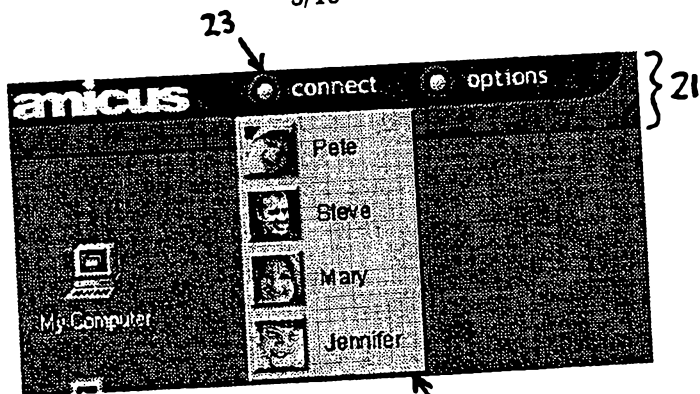 23
amicus connect options 21
Pete
Steve
Mary
My Computer
Jennifer